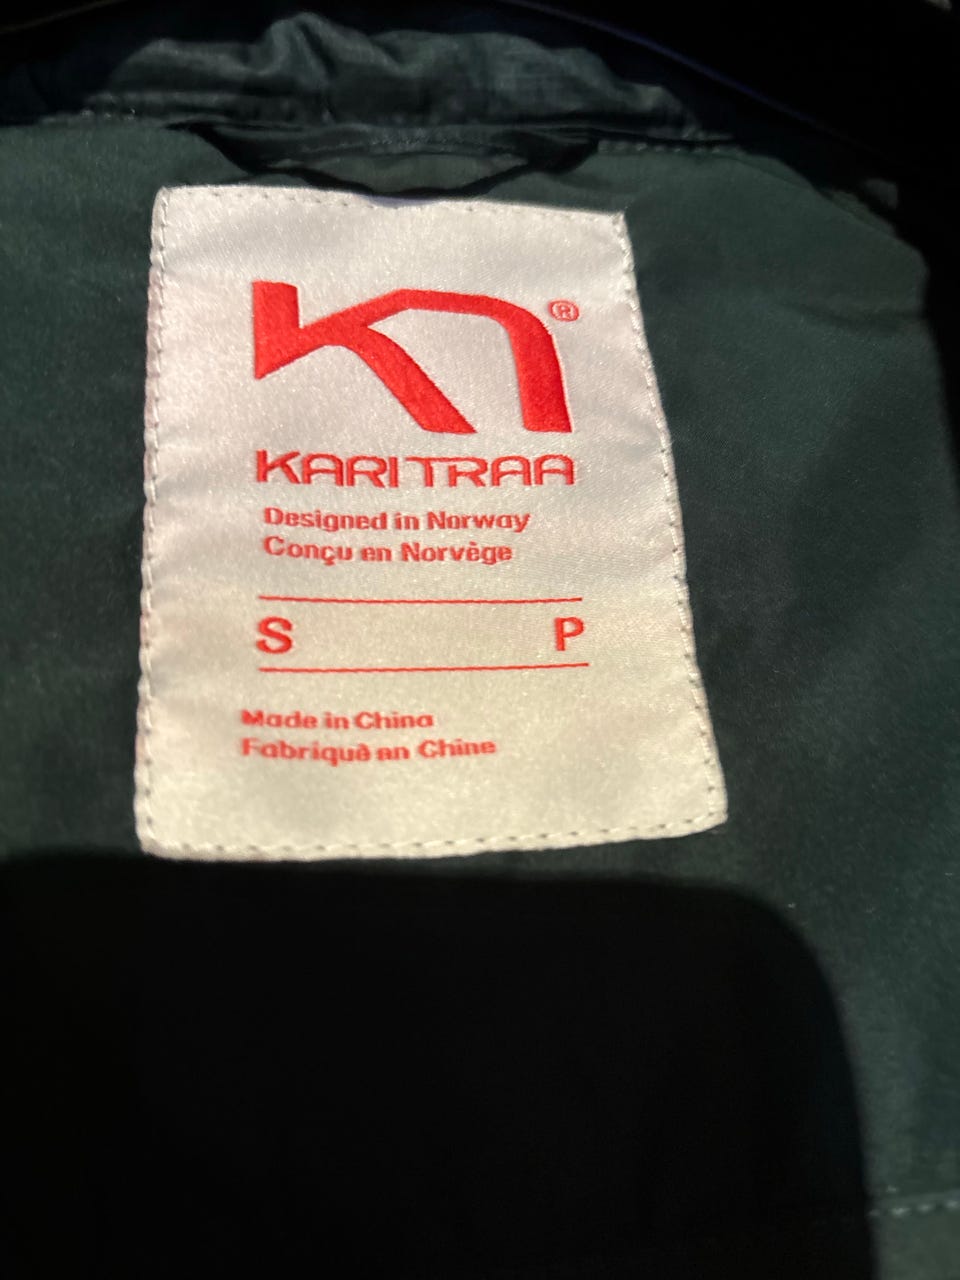 ®
KARI TRAA
Designed in Norway
Conçu en Norvège
S P
Made in China
Fabriqué en Chine